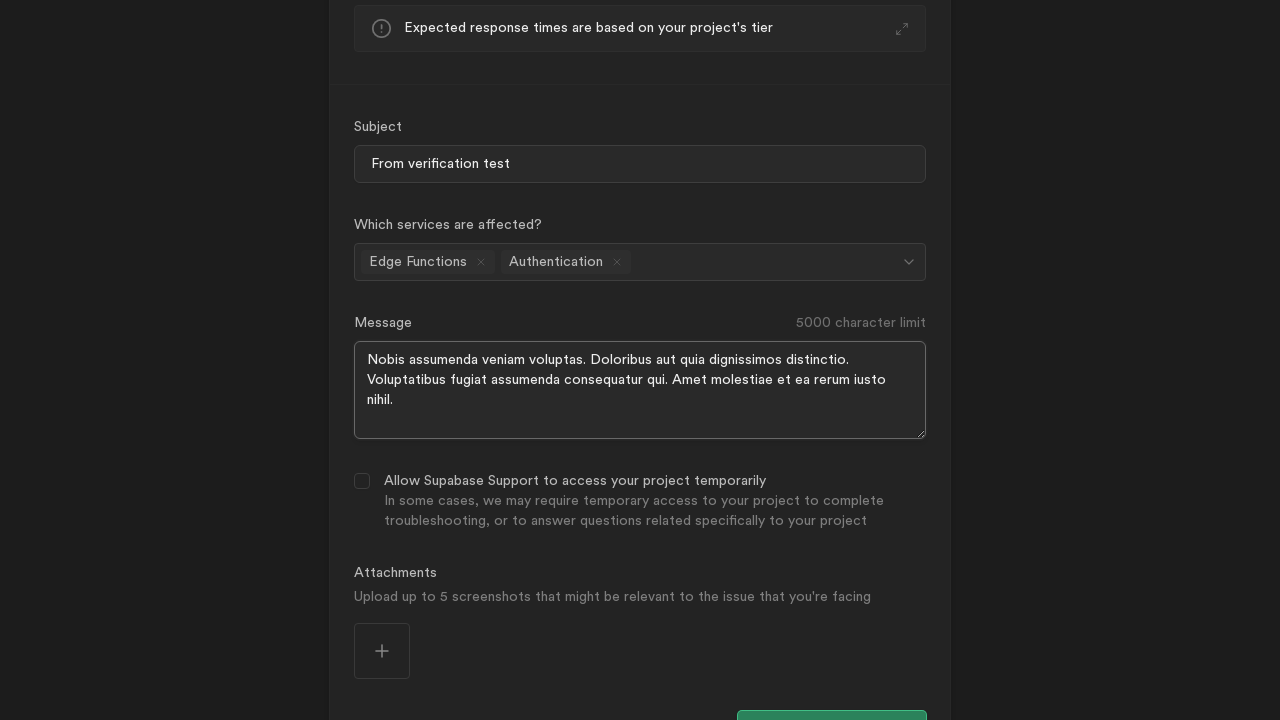 Expected response times are based on your project's tier
Subject
From verification test
Which services are affected?
Edge Functions Authentication
Message 5000 character limit
Nobis assumenda veniam voluptas. Doloribus aut quia dignissimos distinctio.
Voluptatibus fugiat assumenda consequatur qui. Amet molestiae et ea rerum iusto
nihil.
Allow Supabase Support to access your project temporarily
In some cases, we may require temporary access to your project to complete
troubleshooting, or to answer questions related specifically to your project
Attachments
Upload up to 5 screenshots that might be relevant to the issue that you're facing